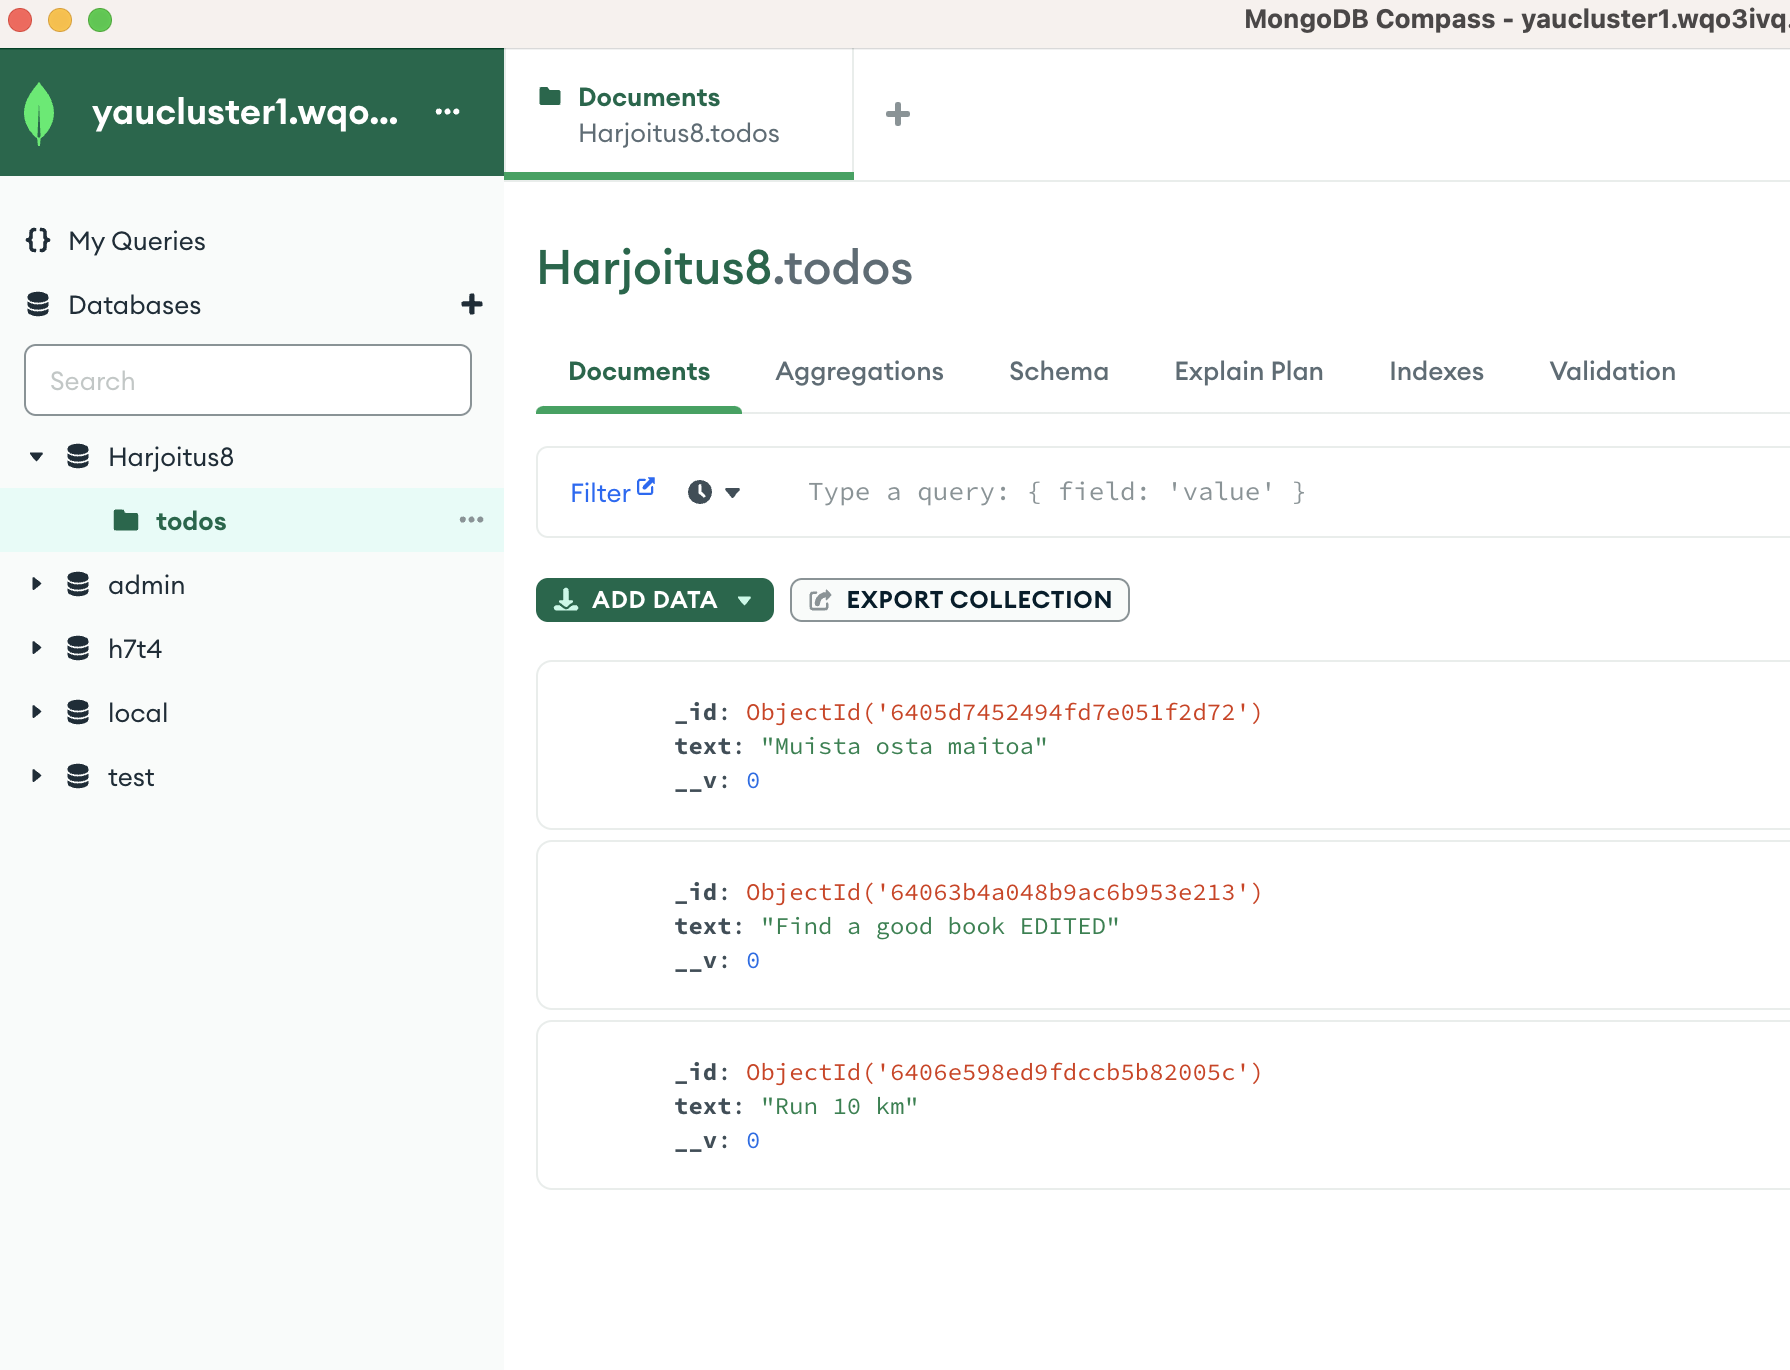 MongoDB Compass - yaucluster1.wqo3ivq.
yaucluster1.wqo...
Documents
Harjoitus8.todos
My Queries
Databases
Search
Harjoitus8
todos
admin
h7t4
local
test
Harjoitus8.todos
Documents Aggregations Schema Explain Plan Indexes Validation
Filter Type a query: { field: 'value' }
ADD DATA EXPORT COLLECTION
_id: ObjectId('6405d7452494fd7e051f2d72')
text: "Muista osta maitoa"
__v: 0
_id: ObjectId('64063b4a048b9ac6b953e213')
text: "Find a good book EDITED"
__v: 0
_id: ObjectId('6406e598ed9fdccb5b82005c')
text: "Run 10 km"
__v: 0